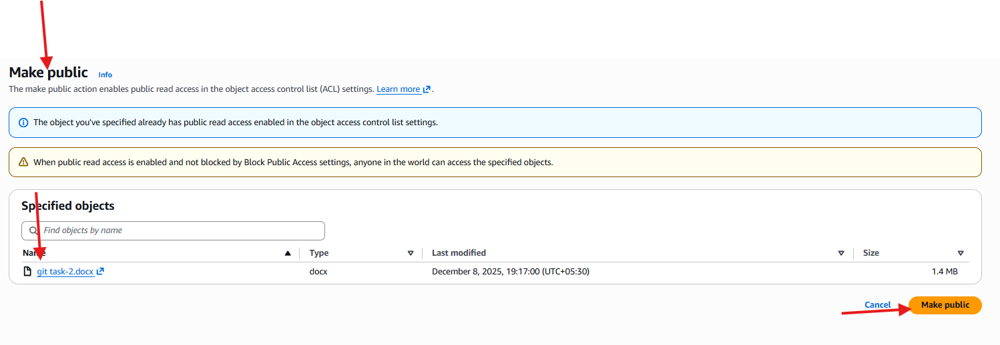 Make public Info
The make public action enables public read access in the object access control list (ACL) settings. Learn more .
The object you've specified already has public read access enabled in the object access control list settings.
When public read access is enabled and not blocked by Block Public Access settings, anyone in the world can access the specified objects.
Specified objects
Find objects by name
Name Type Last modified Size
git task-2.docx docx December 8, 2025, 19:17:00 (UTC+05:30) 1.4 MB
Cancel Make public